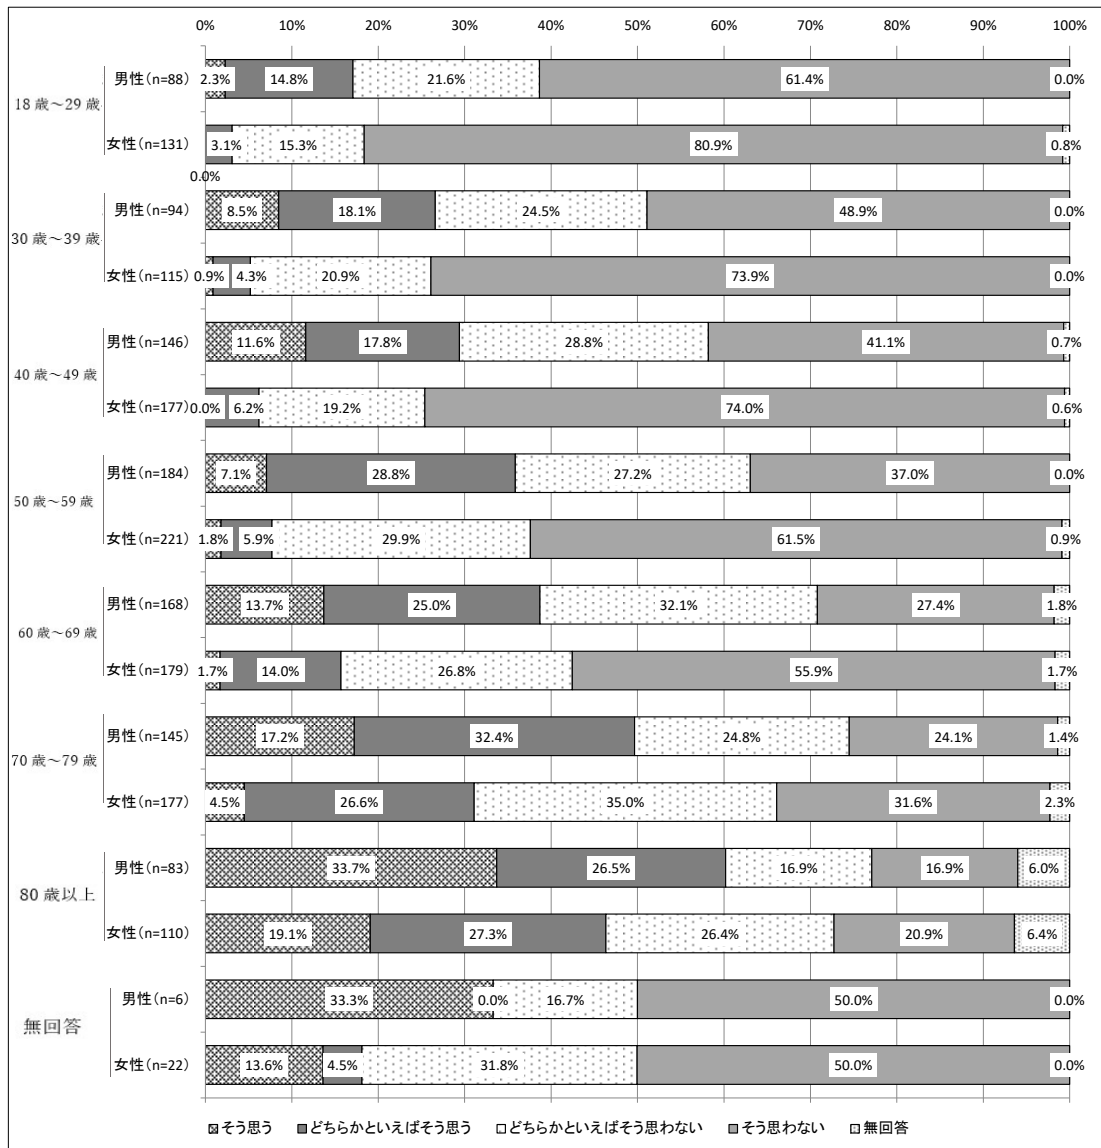 0% 10% 20% 30% 40% 50% 60% 70% 80% 90% 100%
18歳～29歳
男性(n=88) 2.3% 14.8% 21.6% 61.4% 0.0%
女性(n=131) 0.0% 3.1% 15.3% 80.9% 0.8%
30歳～39歳
男性(n=94) 8.5% 18.1% 24.5% 48.9% 0.0%
女性(n=115) 0.9% 4.3% 20.9% 73.9% 0.0%
40歳～49歳
男性(n=146) 11.6% 17.8% 28.8% 41.1% 0.7%
女性(n=177) 0.0% 6.2% 19.2% 74.0% 0.6%
50歳～59歳
男性(n=184) 7.1% 28.8% 27.2% 37.0% 0.0%
女性(n=221) 1.8% 5.9% 29.9% 61.5% 0.9%
60歳～69歳
男性(n=168) 13.7% 25.0% 32.1% 27.4% 1.8%
女性(n=179) 1.7% 14.0% 26.8% 55.9% 1.7%
70歳～79歳
男性(n=145) 17.2% 32.4% 24.8% 24.1% 1.4%
女性(n=177) 4.5% 26.6% 35.0% 31.6% 2.3%
80歳以上
男性(n=83) 33.7% 26.5% 16.9% 16.9% 6.0%
女性(n=110) 19.1% 27.3% 26.4% 20.9% 6.4%
無回答
男性(n=6) 33.3% 0.0% 16.7% 50.0% 0.0%
女性(n=22) 13.6% 4.5% 31.8% 50.0% 0.0%
そう思う どちらかといえばそう思う どちらかといえばそう思わない そう思わない 無回答